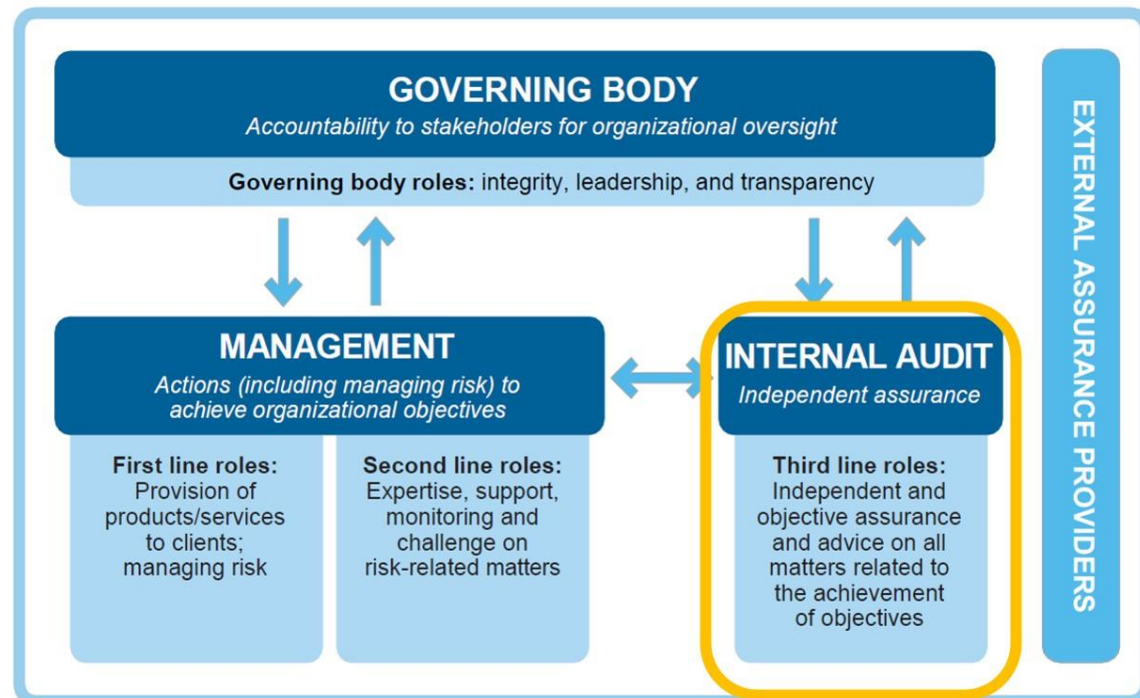 GOVERNING BODY
Accountability to stakeholders for organizational oversight
Governing body roles: integrity, leadership, and transparency
MANAGEMENT
Actions (including managing risk) to
achieve organizational objectives
First line roles:
Provision of
products/services
to clients;
managing risk
Second line roles:
Expertise, support,
monitoring and
challenge on
risk-related matters
INTERNAL AUDIT
Independent assurance
Third line roles:
Independent and
objective assurance
and advice on all
matters related to
the achievement
of objectives
EXTERNAL ASSURANCE PROVIDERS